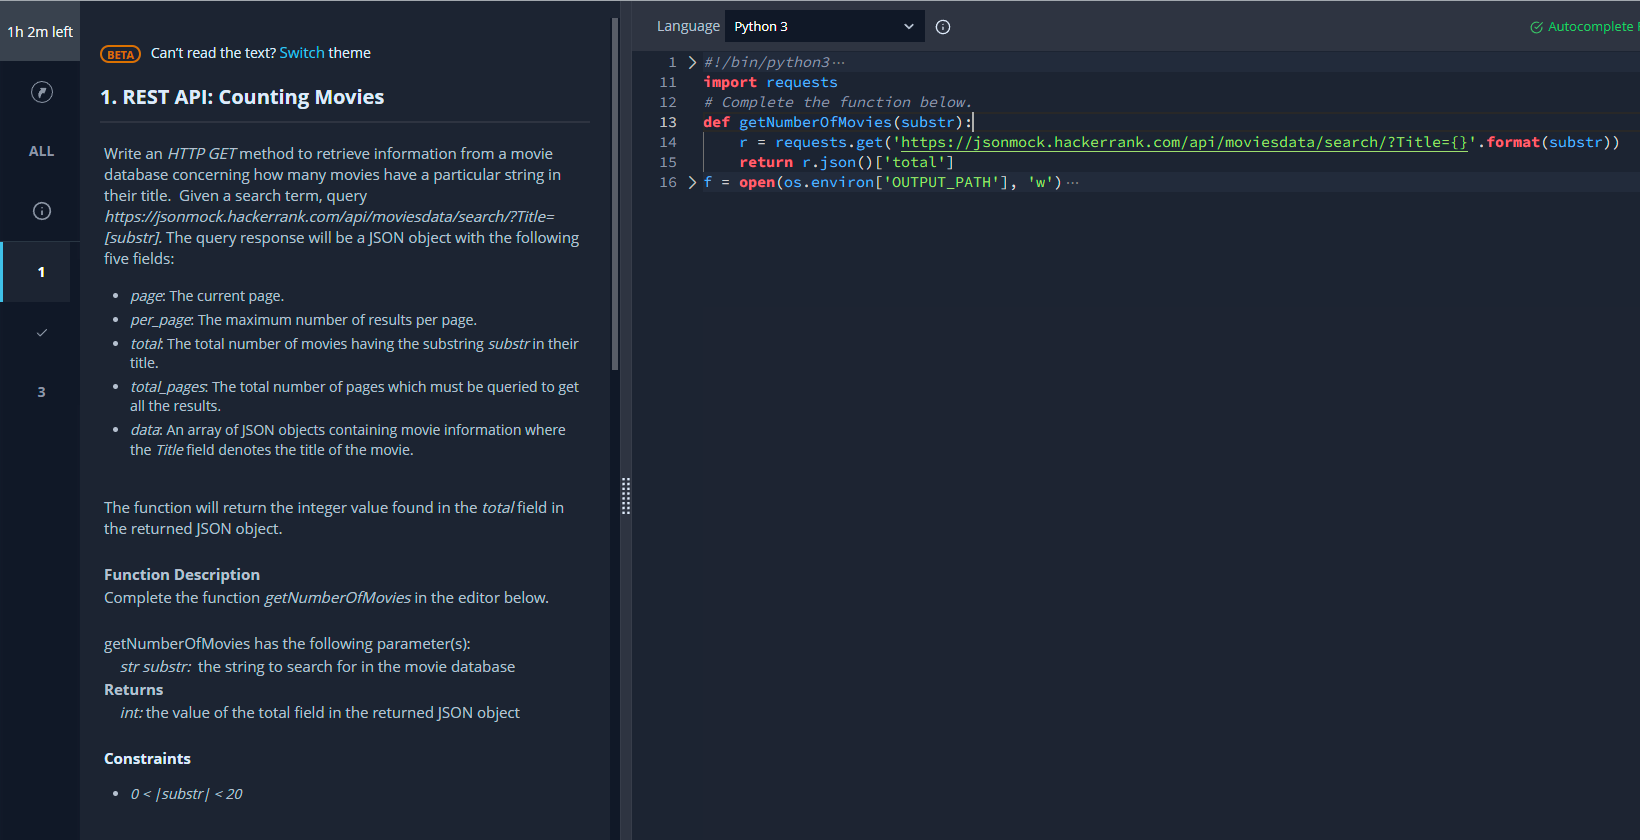 1h 2m left
BETA Can't read the text? Switch theme
1. REST API: Counting Movies
ALL
1
3
Write an HTTP GET method to retrieve information from a movie
database concerning how many movies have a particular string in
their title. Given a search term, query
https://jsonmock.hackerrank.com/api/moviesdata/search/?Title=
[substr]. The query response will be a JSON object with the following
five fields:
• page: The current page.
• per_page: The maximum number of results per page.
• total: The total number of movies having the substring substr in their
title.
• total_pages: The total number of pages which must be queried to get
all the results.
• data: An array of JSON objects containing movie information where
the Title field denotes the title of the movie.
The function will return the integer value found in the total field in
the returned JSON object.
Function Description
Complete the function getNumberOfMovies in the editor below.
getNumberOfMovies has the following parameter(s):
str substr: the string to search for in the movie database
Returns
int: the value of the total field in the returned JSON object
Constraints
• 0 < |substr| < 20
Language Python 3
Autocomplete
1 #!/bin/python3...
11 import requests
12 # Complete the function below.
13 def getNumberOfMovies(substr):
14 r = requests.get('https://jsonmock.hackerrank.com/api/moviesdata/search/?Title={}'.format(substr))
15 return r.json()['total']
16 f = open(os.environ['OUTPUT_PATH'], 'w')...